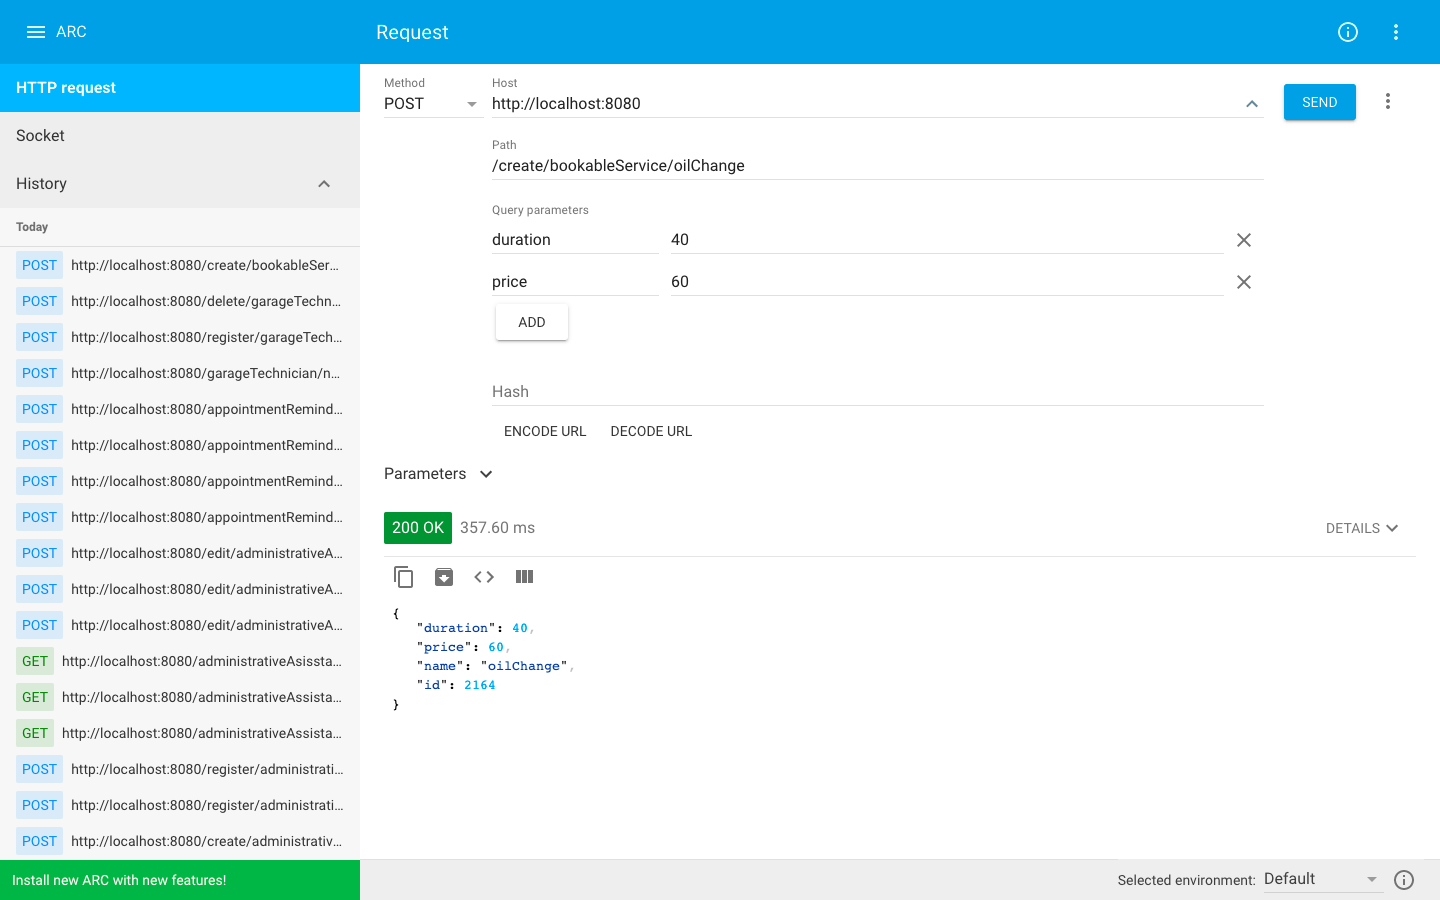 ARC
Request
HTTP request
Socket
History
Today
POST http://localhost:8080/create/bookableSer...
POST http://localhost:8080/delete/garageTechn...
POST http://localhost:8080/register/garageTech...
POST http://localhost:8080/garageTechnician/n...
POST http://localhost:8080/appointmentRemind...
POST http://localhost:8080/appointmentRemind...
POST http://localhost:8080/appointmentRemind...
POST http://localhost:8080/appointmentRemind...
POST http://localhost:8080/edit/administrativeA...
POST http://localhost:8080/edit/administrativeA...
POST http://localhost:8080/edit/administrativeA...
GET http://localhost:8080/administrativeAsissta...
GET http://localhost:8080/administrativeAssista...
GET http://localhost:8080/administrativeAssista...
POST http://localhost:8080/register/administrati...
POST http://localhost:8080/register/administrati...
POST http://localhost:8080/create/administrativ...
Install new ARC with new features!
Method
POST
Host
http://localhost:8080
SEND
Path
/create/bookableService/oilChange
Query parameters
duration 40
price 60
ADD
Hash
ENCODE URL DECODE URL
Parameters
200 OK 357.60 ms
DETAILS
{
"duration": 40,
"price": 60,
"name": "oilChange",
"id": 2164
}
Selected environment: Default